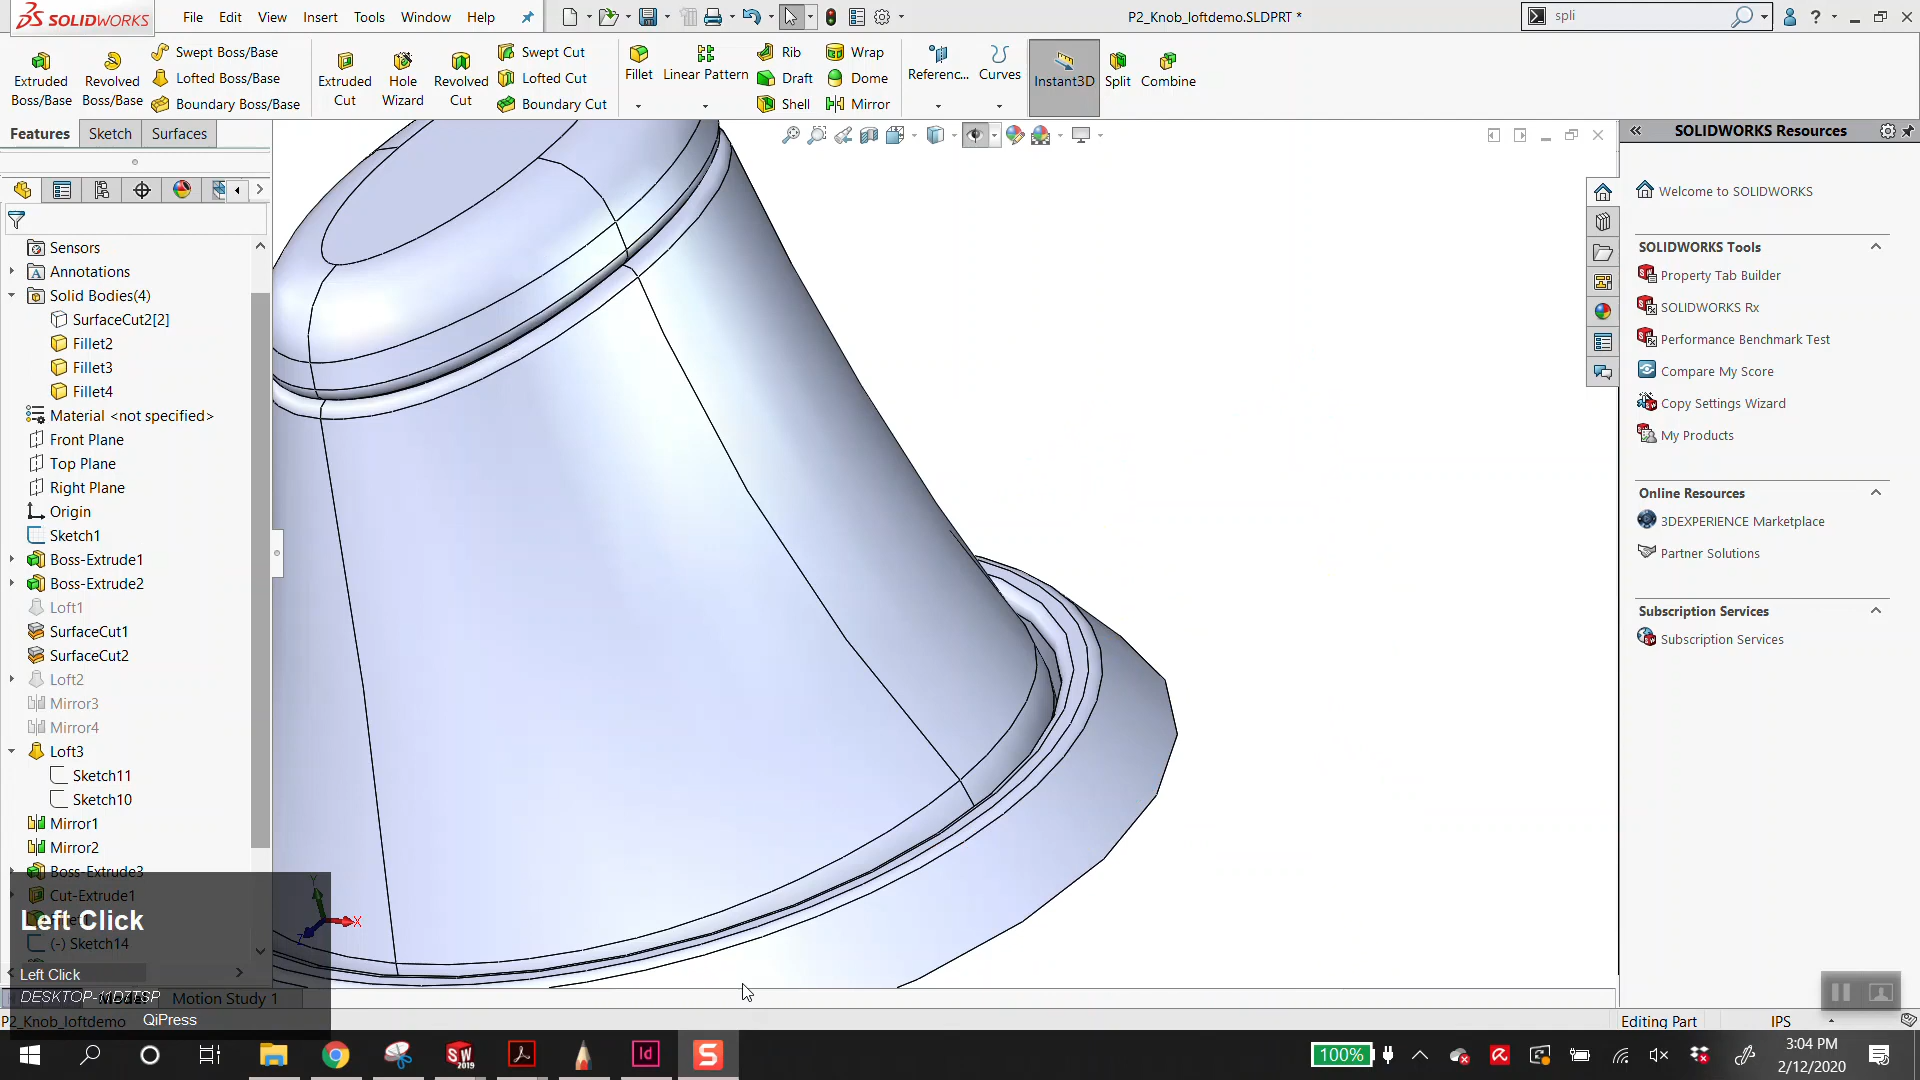 SOLIDWORKS
File Edit View Insert Tools Window Help
P2_Knob_loftdemo.SLDPRT *
spli
Extruded Boss/Base
Revolved Boss/Base
Swept Boss/Base
Lofted Boss/Base
Boundary Boss/Base
Extruded Cut
Hole Wizard
Revolved Cut
Swept Cut
Lofted Cut
Boundary Cut
Fillet
Linear Pattern
Rib
Draft
Shell
Wrap
Dome
Mirror
Referenc...
Curves
Instant3D
Split
Combine
Features Sketch Surfaces
Sensors
Annotations
Solid Bodies(4)
SurfaceCut2[2]
Fillet2
Fillet3
Fillet4
Material <not specified>
Front Plane
Top Plane
Right Plane
Origin
Sketch1
Boss-Extrude1
Boss-Extrude2
Loft1
SurfaceCut1
SurfaceCut2
Loft2
Mirror3
Mirror4
Loft3
Sketch11
Sketch10
Mirror1
Mirror2
Boss-Extrude3
Cut-Extrude1
(-) Sketch14
Left Click
Left Click
DESKTOP-11D7TSP
QiPress
Y
X
Z
Model Motion Study 1
P2_Knob_loftdemo
Editing Part
IPS
SOLIDWORKS Resources
Welcome to SOLIDWORKS
SOLIDWORKS Tools
Property Tab Builder
SOLIDWORKS Rx
Performance Benchmark Test
Compare My Score
Copy Settings Wizard
My Products
Online Resources
3DEXPERIENCE Marketplace
Partner Solutions
Subscription Services
Subscription Services
SW
2019
Id
S
100%
3:04 PM
2/12/2020